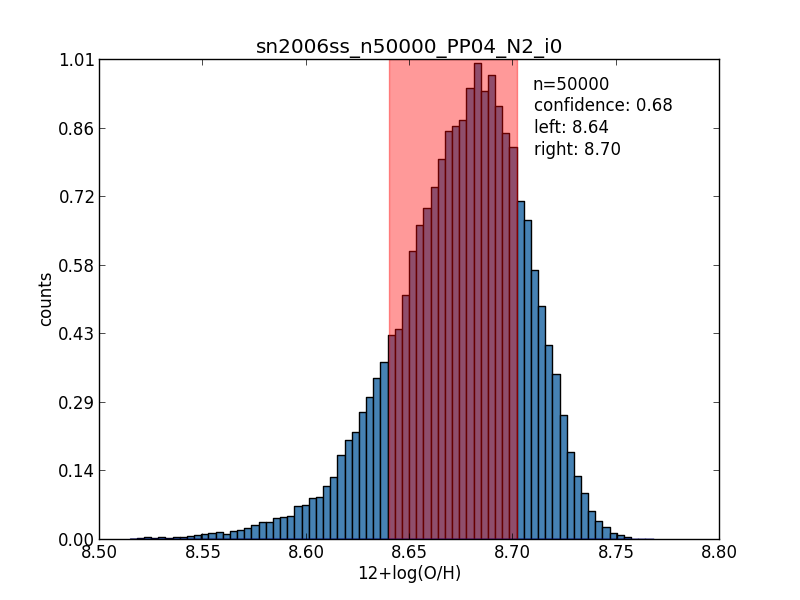 sn2006ss_n50000_PP04_N2_i0
1.01
0.86
0.72
0.58
0.43
0.29
0.14
0.00
counts
n=50000
confidence: 0.68
left: 8.64
right: 8.70
8.50 8.55 8.60 8.65 8.70 8.75 8.80
12+log(O/H)